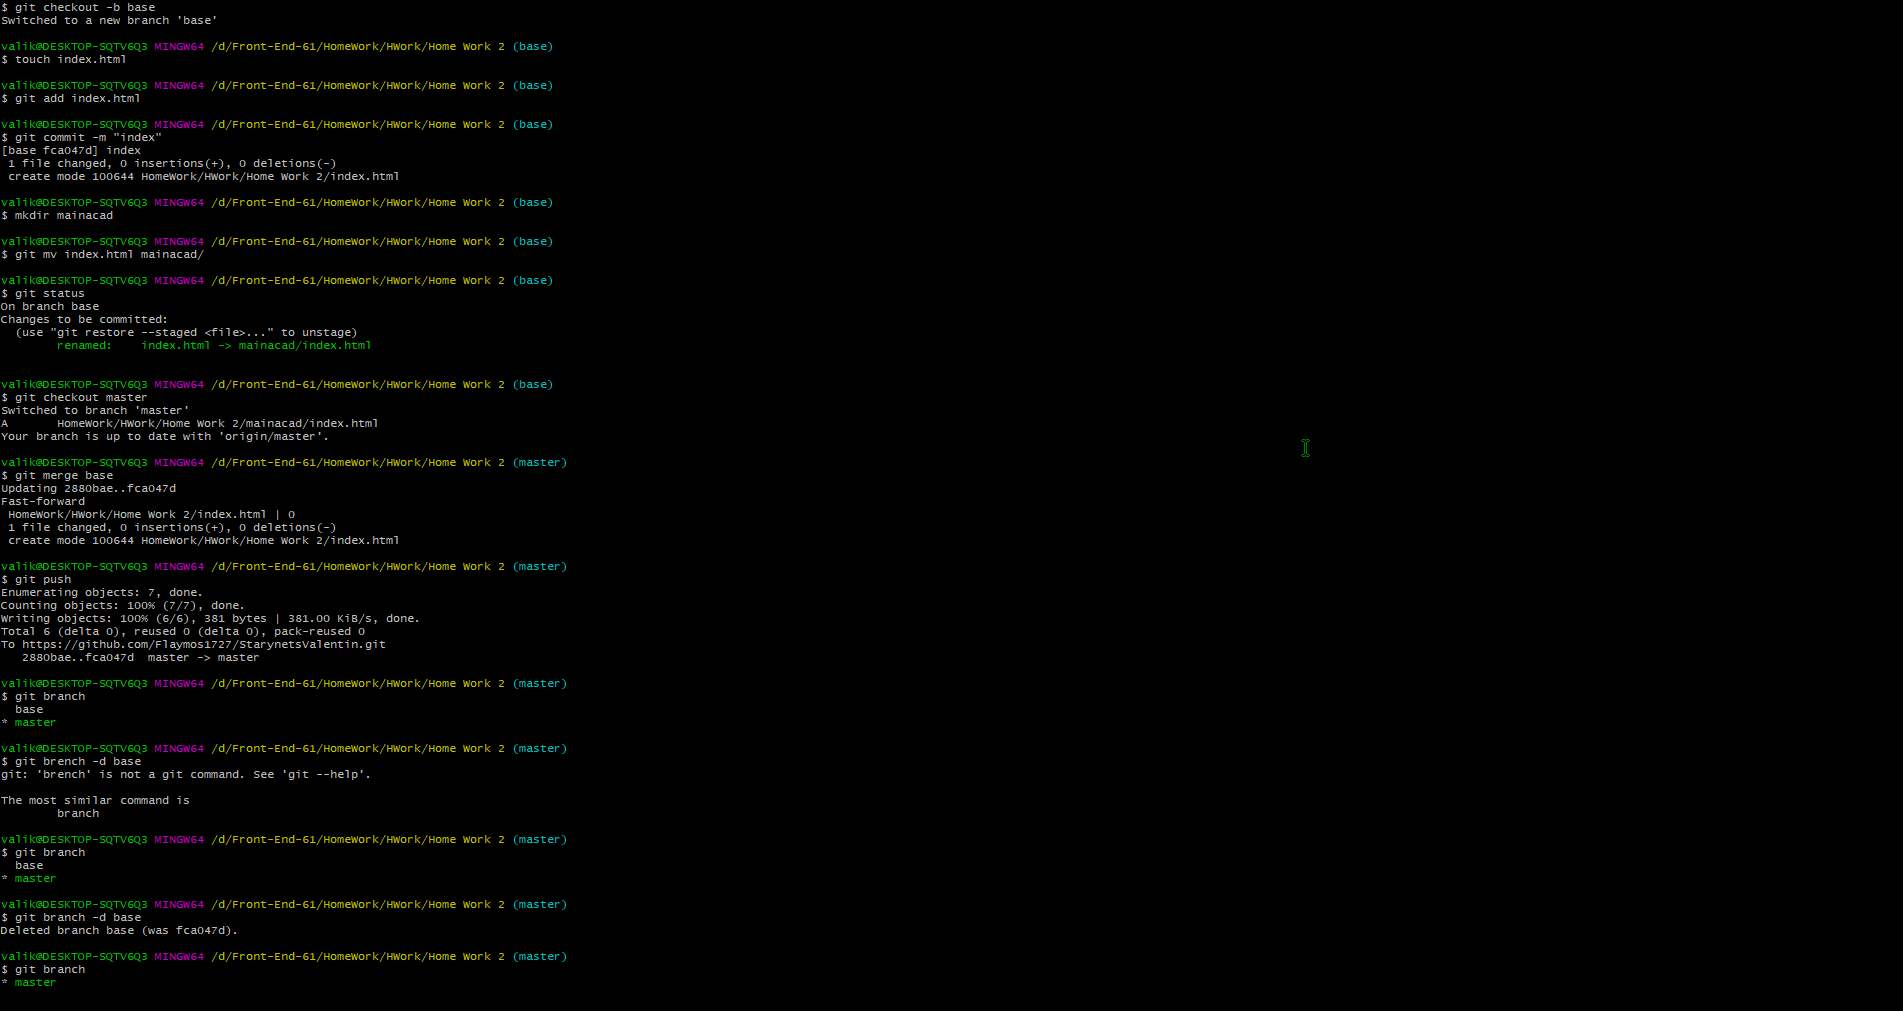 $ git checkout -b base
Switched to a new branch 'base'
valik@DESKTOP-SQTV6Q3 MINGW64 /d/Front-End-61/HomeWork/HWork/Home Work 2 (base)
$ touch index.html
valik@DESKTOP-SQTV6Q3 MINGW64 /d/Front-End-61/HomeWork/HWork/Home Work 2 (base)
$ git add index.html
valik@DESKTOP-SQTV6Q3 MINGW64 /d/Front-End-61/HomeWork/HWork/Home Work 2 (base)
$ git commit -m "index"
[base fca047d] index
 1 file changed, 0 insertions(+), 0 deletions(-)
 create mode 100644 HomeWork/HWork/Home Work 2/index.html
valik@DESKTOP-SQTV6Q3 MINGW64 /d/Front-End-61/HomeWork/HWork/Home Work 2 (base)
$ mkdir mainacad
valik@DESKTOP-SQTV6Q3 MINGW64 /d/Front-End-61/HomeWork/HWork/Home Work 2 (base)
$ git mv index.html mainacad/
valik@DESKTOP-SQTV6Q3 MINGW64 /d/Front-End-61/HomeWork/HWork/Home Work 2 (base)
$ git status
On branch base
Changes to be committed:
  (use "git restore --staged <file>..." to unstage)
        renamed:    index.html -> mainacad/index.html
valik@DESKTOP-SQTV6Q3 MINGW64 /d/Front-End-61/HomeWork/HWork/Home Work 2 (base)
$ git checkout master
Switched to branch 'master'
A       HomeWork/HWork/Home Work 2/mainacad/index.html
Your branch is up to date with 'origin/master'.
valik@DESKTOP-SQTV6Q3 MINGW64 /d/Front-End-61/HomeWork/HWork/Home Work 2 (master)
$ git merge base
Updating 2880bae..fca047d
Fast-forward
 HomeWork/HWork/Home Work 2/index.html | 0
 1 file changed, 0 insertions(+), 0 deletions(-)
 create mode 100644 HomeWork/HWork/Home Work 2/index.html
valik@DESKTOP-SQTV6Q3 MINGW64 /d/Front-End-61/HomeWork/HWork/Home Work 2 (master)
$ git push
Enumerating objects: 7, done.
Counting objects: 100% (7/7), done.
Writing objects: 100% (6/6), 381 bytes | 381.00 KiB/s, done.
Total 6 (delta 0), reused 0 (delta 0), pack-reused 0
To https://github.com/Flaymos1727/StarynetsValentin.git
   2880bae..fca047d  master -> master
valik@DESKTOP-SQTV6Q3 MINGW64 /d/Front-End-61/HomeWork/HWork/Home Work 2 (master)
$ git branch
  base
* master
valik@DESKTOP-SQTV6Q3 MINGW64 /d/Front-End-61/HomeWork/HWork/Home Work 2 (master)
$ git brench -d base
git: 'brench' is not a git command. See 'git --help'.
The most similar command is
        branch
valik@DESKTOP-SQTV6Q3 MINGW64 /d/Front-End-61/HomeWork/HWork/Home Work 2 (master)
$ git branch
  base
* master
valik@DESKTOP-SQTV6Q3 MINGW64 /d/Front-End-61/HomeWork/HWork/Home Work 2 (master)
$ git branch -d base
Deleted branch base (was fca047d).
valik@DESKTOP-SQTV6Q3 MINGW64 /d/Front-End-61/HomeWork/HWork/Home Work 2 (master)
$ git branch
* master